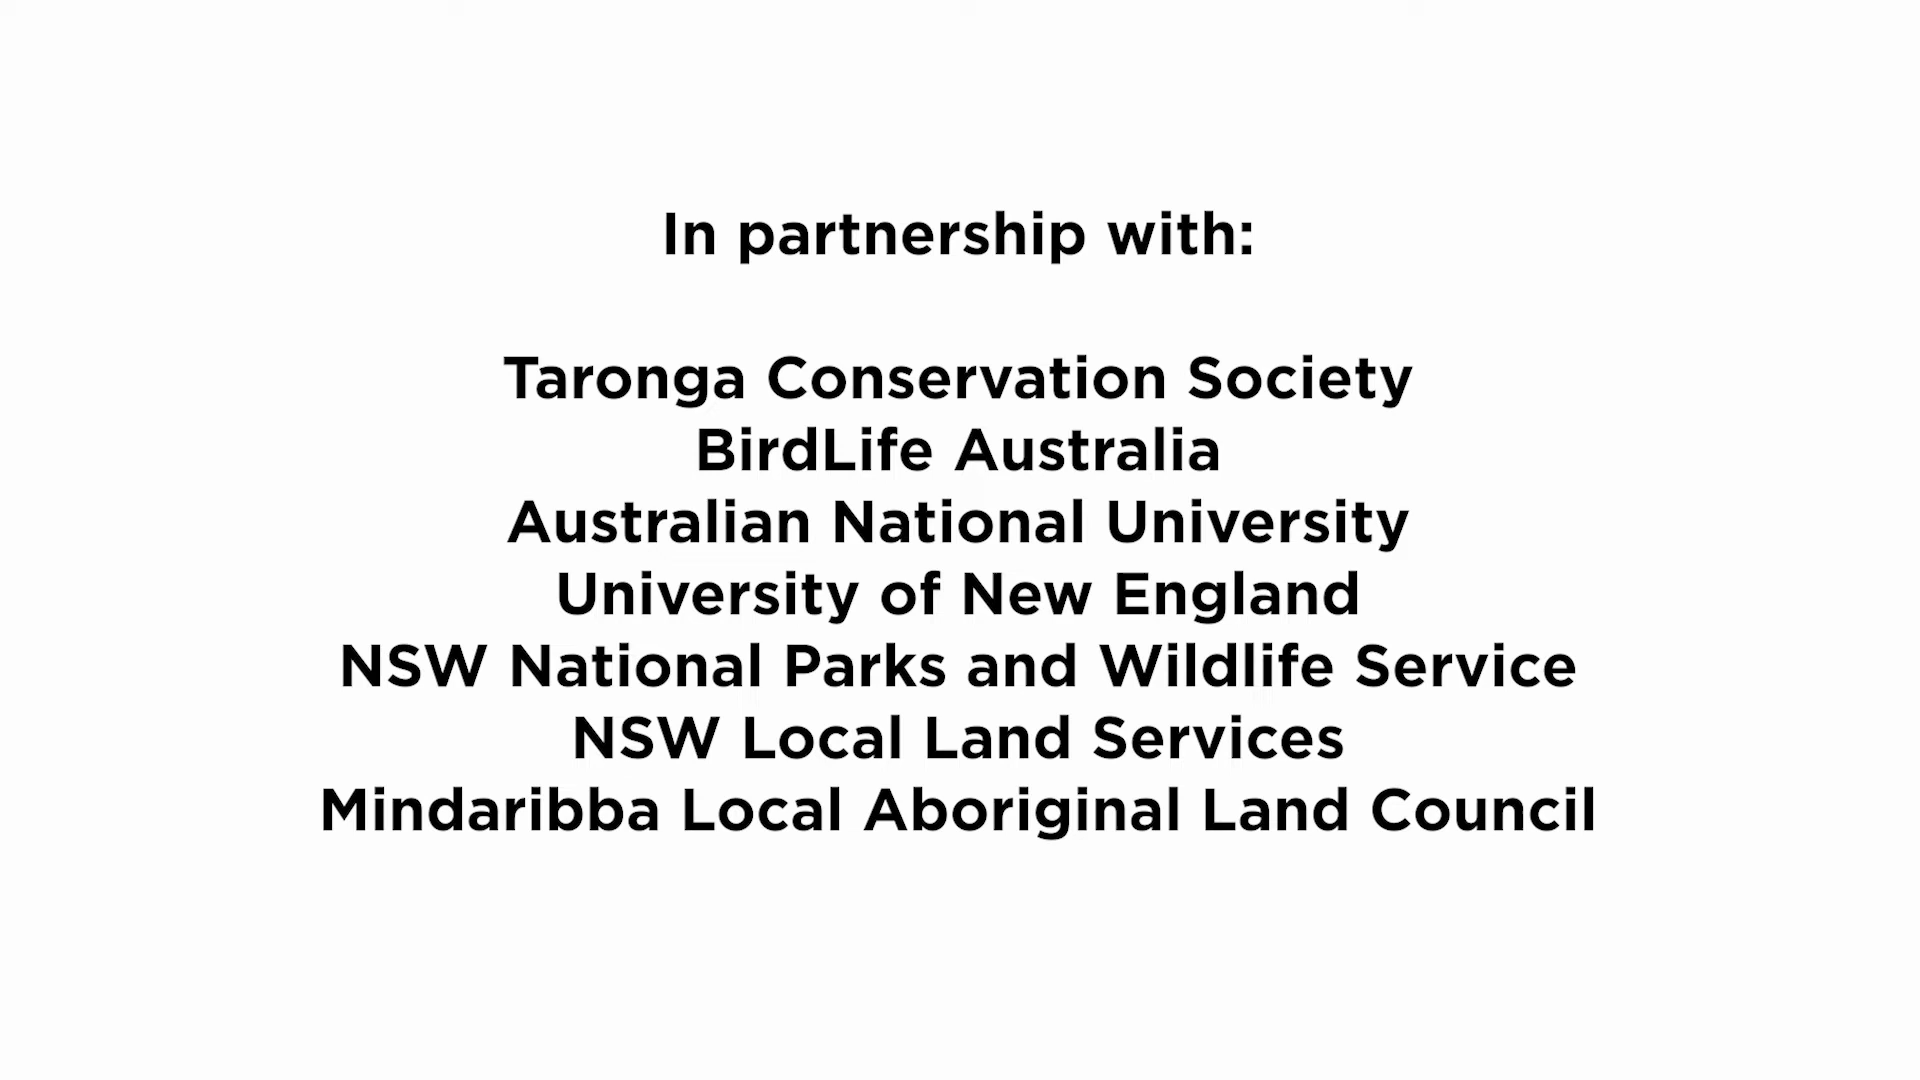 In partnership with:
Taronga Conservation Society
BirdLife Australia
Australian National University
University of New England
NSW National Parks and Wildlife Service
NSW Local Land Services
Mindaribba Local Aboriginal Land Council